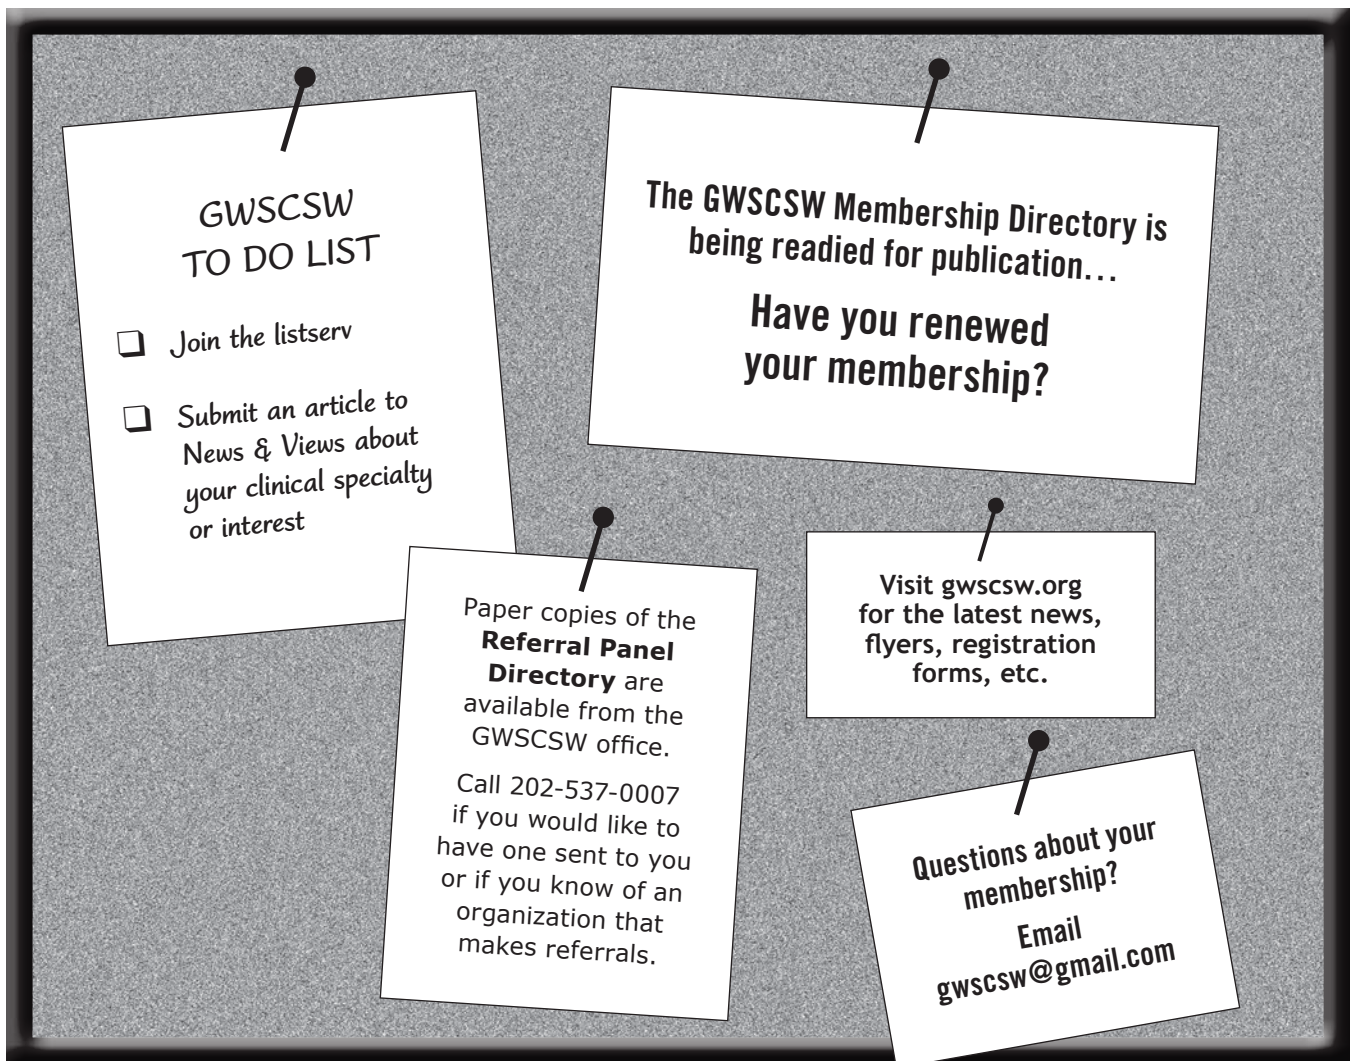 GWSCSW
TO DO LIST
❑ Join the listserv
❑ Submit an article to
News & Views about
your clinical specialty
or interest
The GWSCSW Membership Directory is
being readied for publication…
Have you renewed
your membership?
Paper copies of the
Referral Panel
Directory are
available from the
GWSCSW office.
Call 202-537-0007
if you would like to
have one sent to you
or if you know of an
organization that
makes referrals.
Visit gwscsw.org
for the latest news,
flyers, registration
forms, etc.
Questions about your
membership?
Email
gwscsw@gmail.com